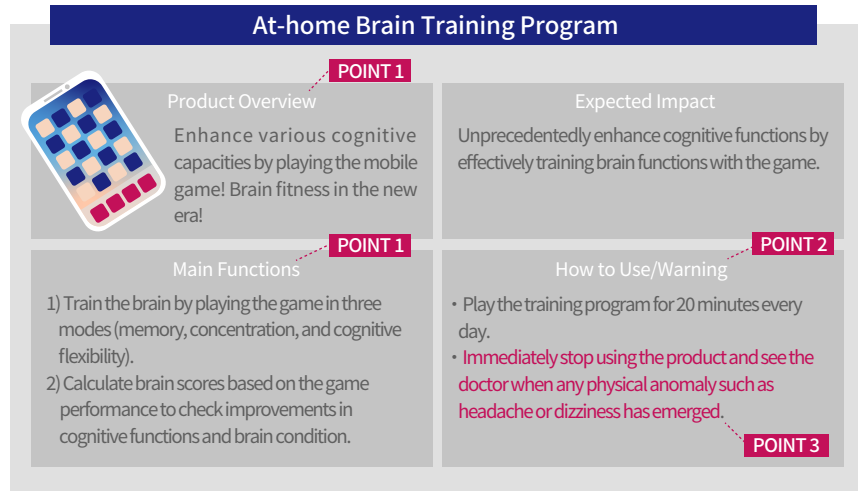 At-home Brain Training Program
POINT 1
Product Overview
Enhance various cognitive
capacities by playing the mobile
game! Brain fitness in the new
era!
Expected Impact
Unprecedentedly enhance cognitive functions by
effectively training brain functions with the game.
POINT 1
Main Functions
1) Train the brain by playing the game in three
modes (memory, concentration, and cognitive
flexibility).
2) Calculate brain scores based on the game
performance to check improvements in
cognitive functions and brain condition.
POINT 2
How to Use/Warning
・Play the training program for 20 minutes every
day.
・Immediately stop using the product and see the
doctor when any physical anomaly such as
headache or dizziness has emerged.
POINT 3